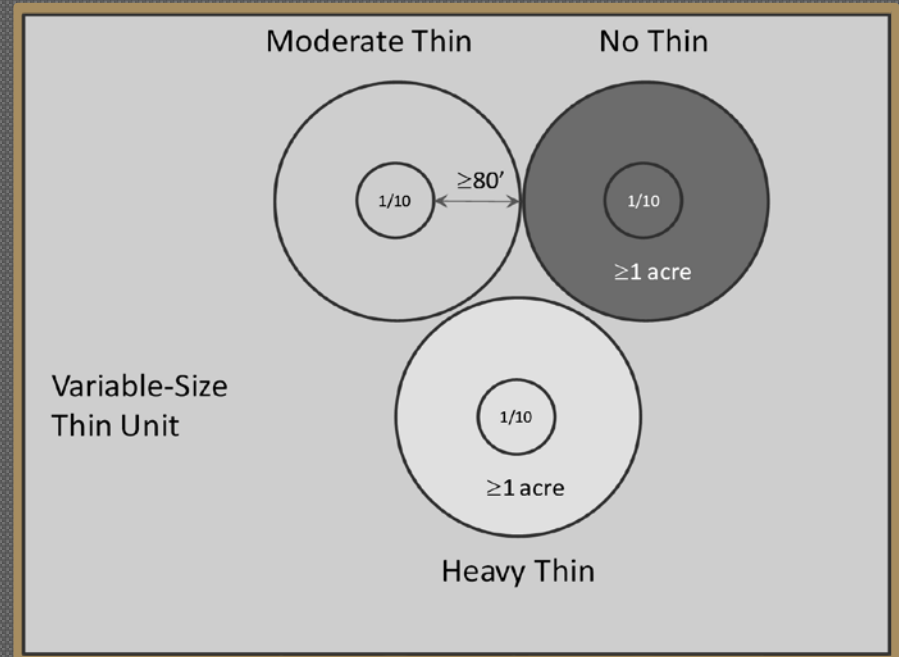 Moderate Thin
No Thin
≥80′
1/10
1/10
≥1 acre
Variable-Size
Thin Unit
1/10
≥1 acre
Heavy Thin